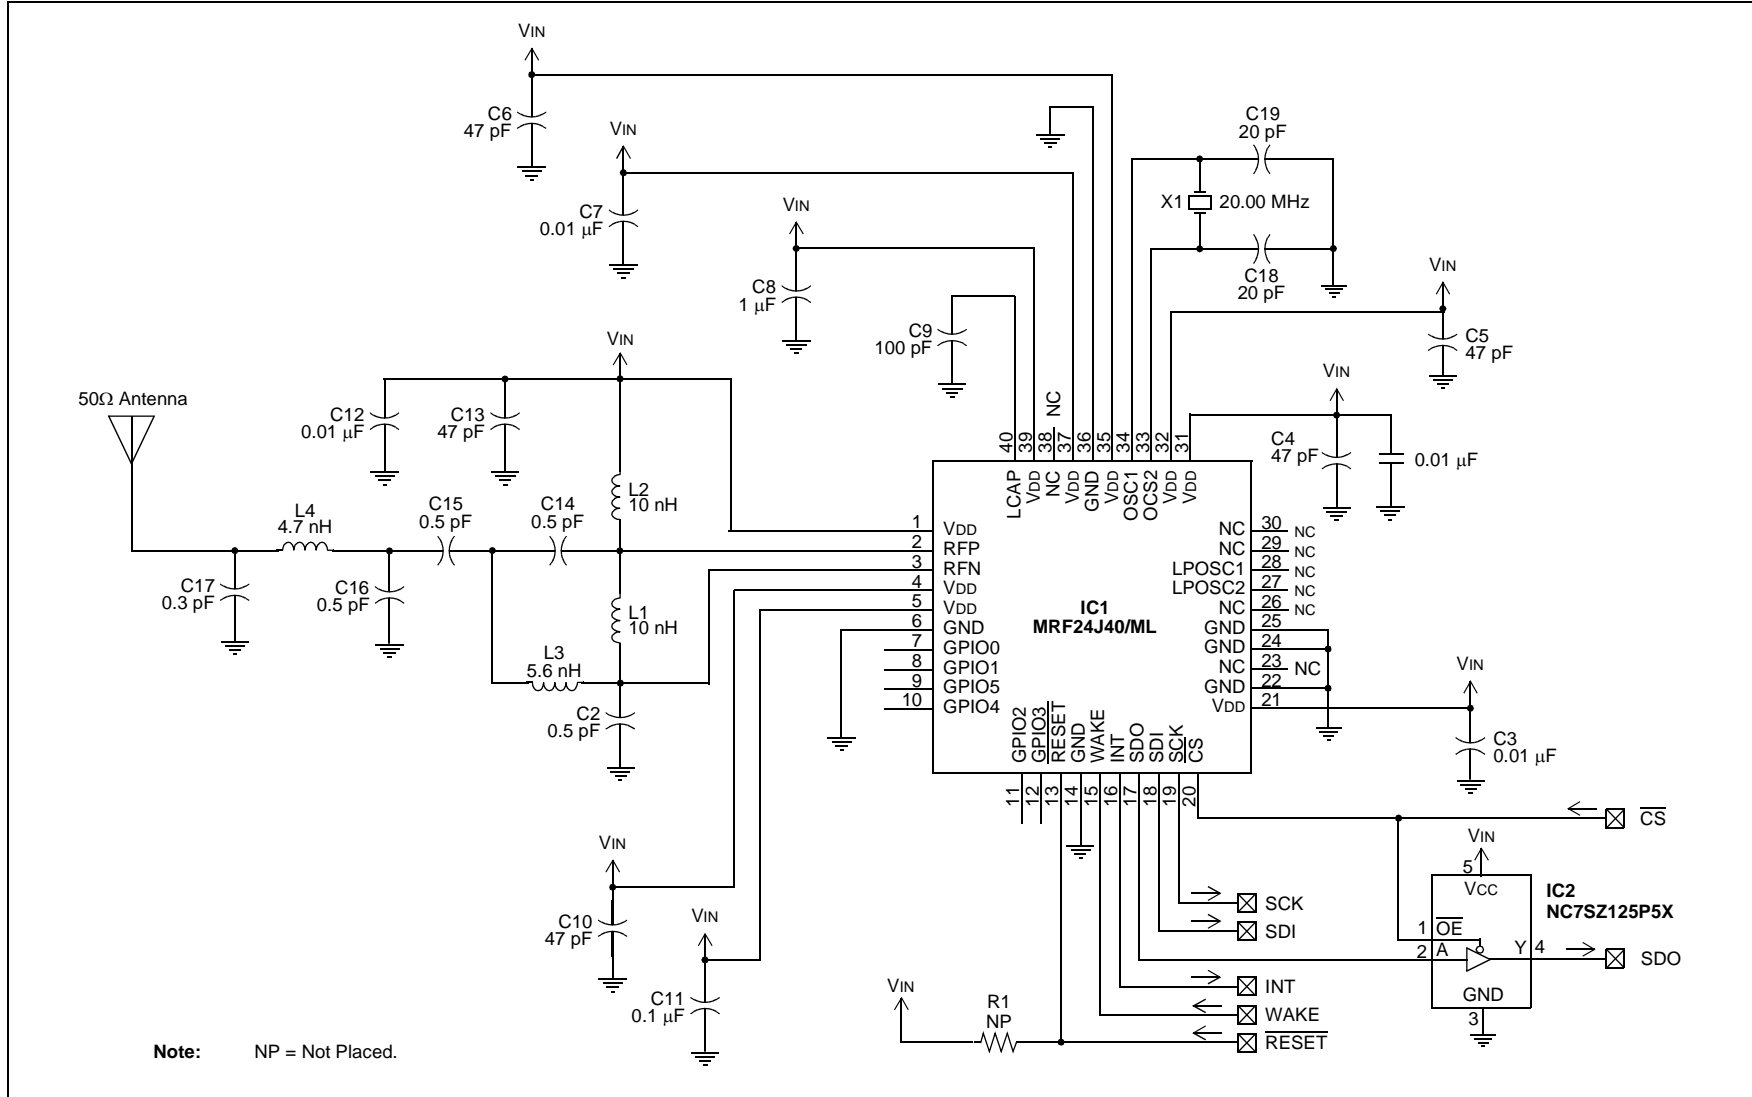 VIN
C6
47 pF
VIN
C7
0.01 µF
VIN
C8
1 µF
C9
100 pF
C19
20 pF
X1 20.00 MHz
C18
20 pF
VIN
C5
47 pF
VIN
C4
47 pF
0.01 µF
50Ω Antenna
VIN
C12
0.01 µF
C13
47 pF
L2
10 nH
L4
4.7 nH
C15
0.5 pF
C14
0.5 pF
C17
0.3 pF
C16
0.5 pF
L1
10 nH
L3
5.6 nH
C2
0.5 pF
NC
40 39 38 37 36 35 34 33 32 31
LCAP VDD NC VDD GND VDD OSC1 OCS2 VDD VDD
1 VDD
2 RFP
3 RFN
4 VDD
5 VDD
6 GND
7 GPIO0
8 GPIO1
9 GPIO5
10 GPIO4
IC1
MRF24J40/ML
NC 30 NC
NC 29 NC
LPOSC1 28 NC
LPOSC2 27 NC
NC 26 NC
GND 25
GND 24
NC 23 NC
GND 22
VDD 21
GPIO2 GPIO3 RESET GND WAKE INT SDO SDI SCK CS
11 12 13 14 15 16 17 18 19 20
VIN
C3
0.01 µF
CS
VIN
5
VCC
IC2
NC7SZ125P5X
1 OE
2 A
Y 4
GND
3
SDO
SCK
SDI
INT
WAKE
RESET
VIN
R1
NP
VIN
C10
47 pF
VIN
C11
0.1 µF
Note: NP = Not Placed.